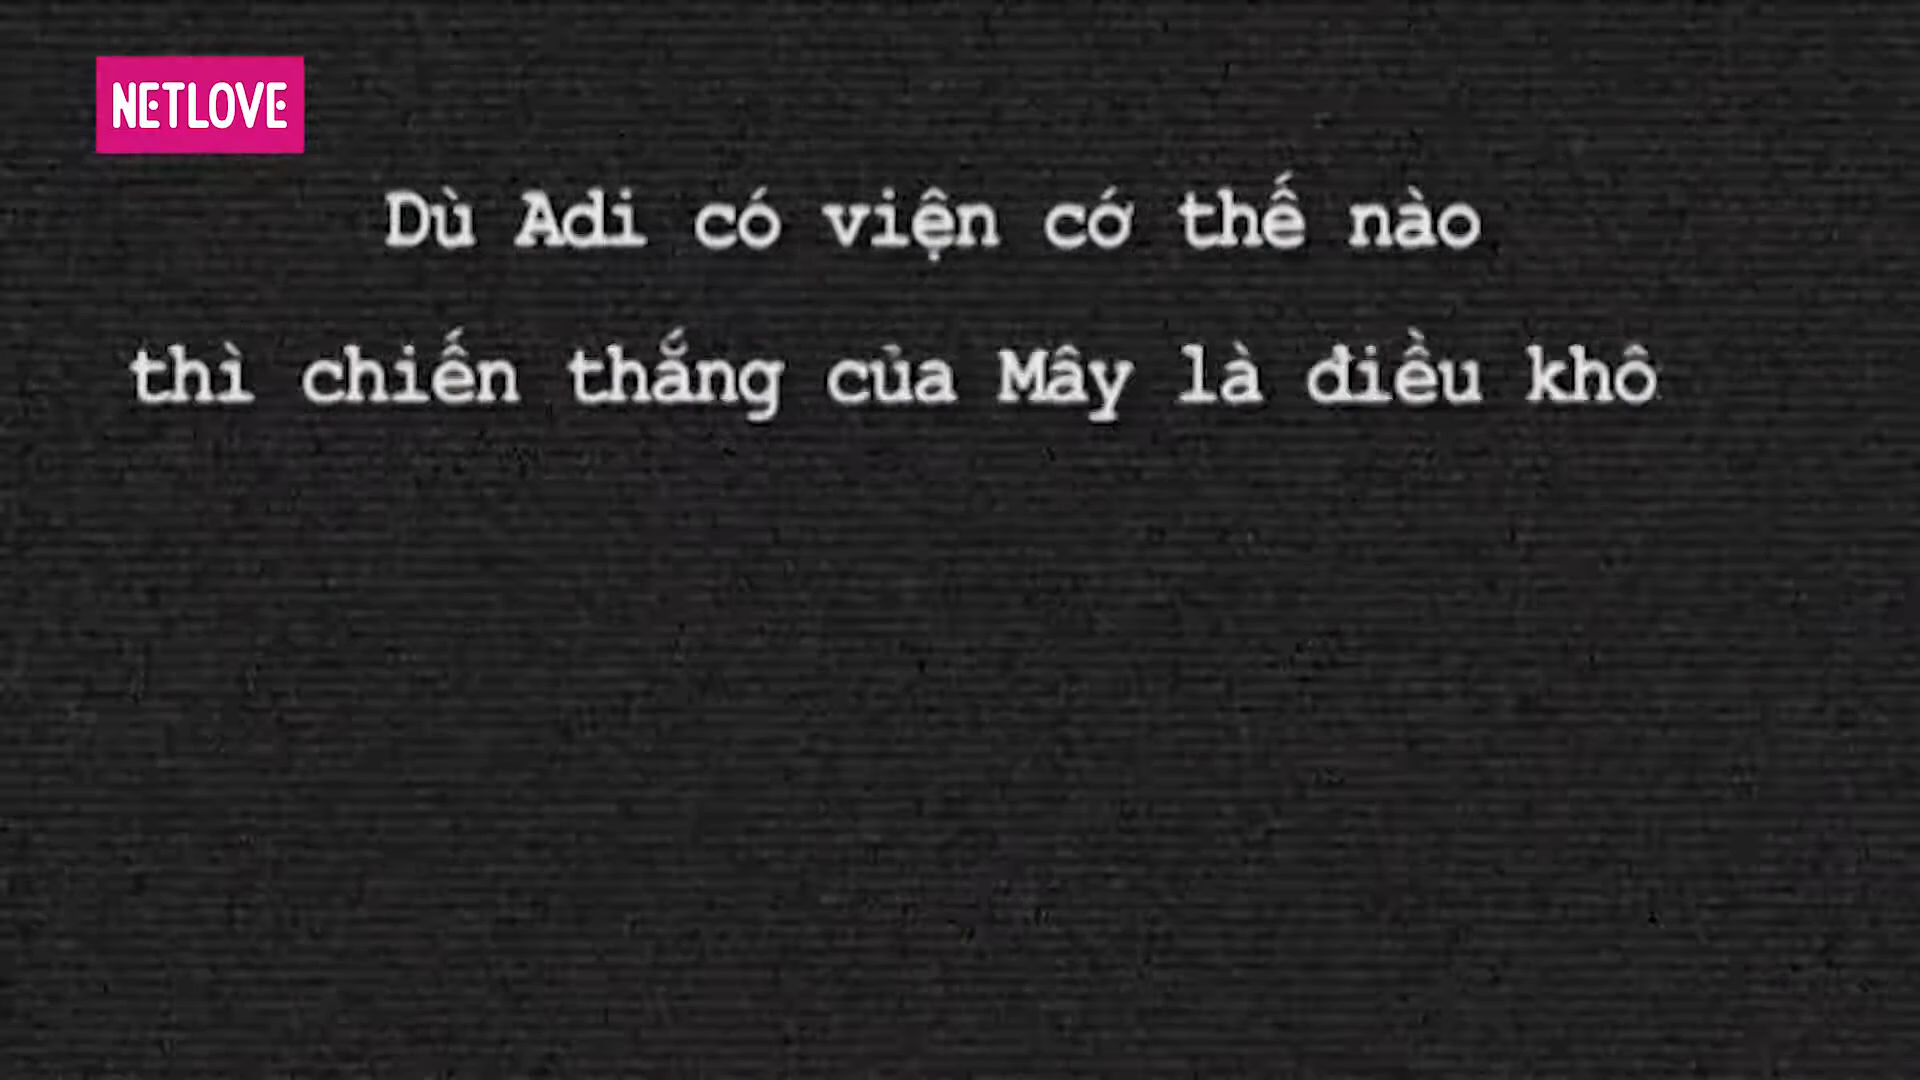 NETLOVE
Dù Adi có viện cớ thế nào
thì chiến thắng của Mây là điều khô